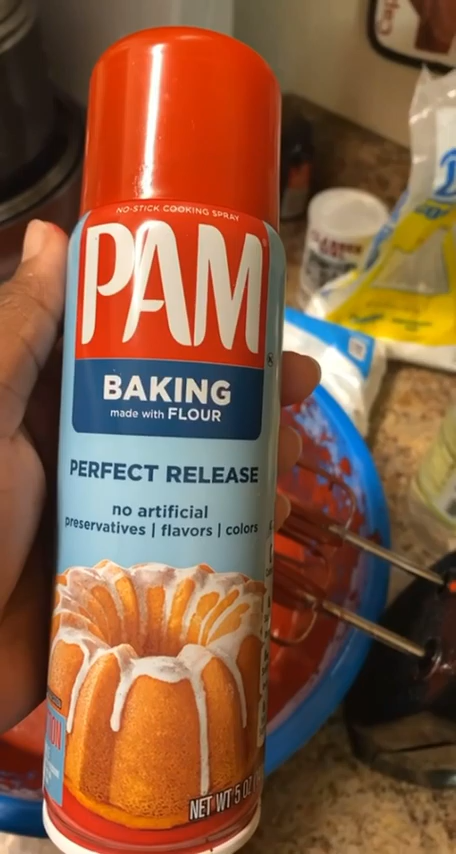 NO-STICK COOKING SPRAY
PAM
BAKING
made with FLOUR
PERFECT RELEASE
no artificial
preservatives | flavors | colors
NET WT 5 OZ